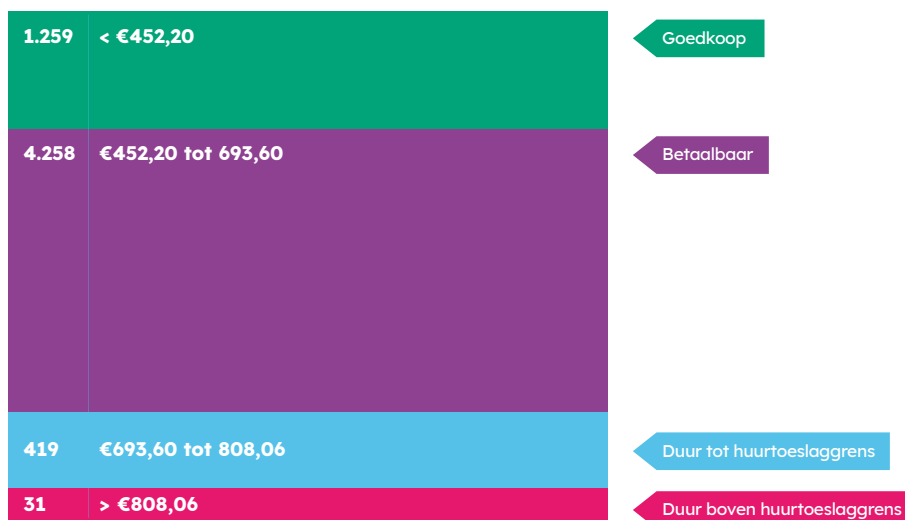 1.259 < €452,20 Goedkoop
4.258 €452,20 tot 693,60 Betaalbaar
419 €693,60 tot 808,06 Duur tot huurtoeslaggrens
31 > €808,06 Duur boven huurtoeslaggrens